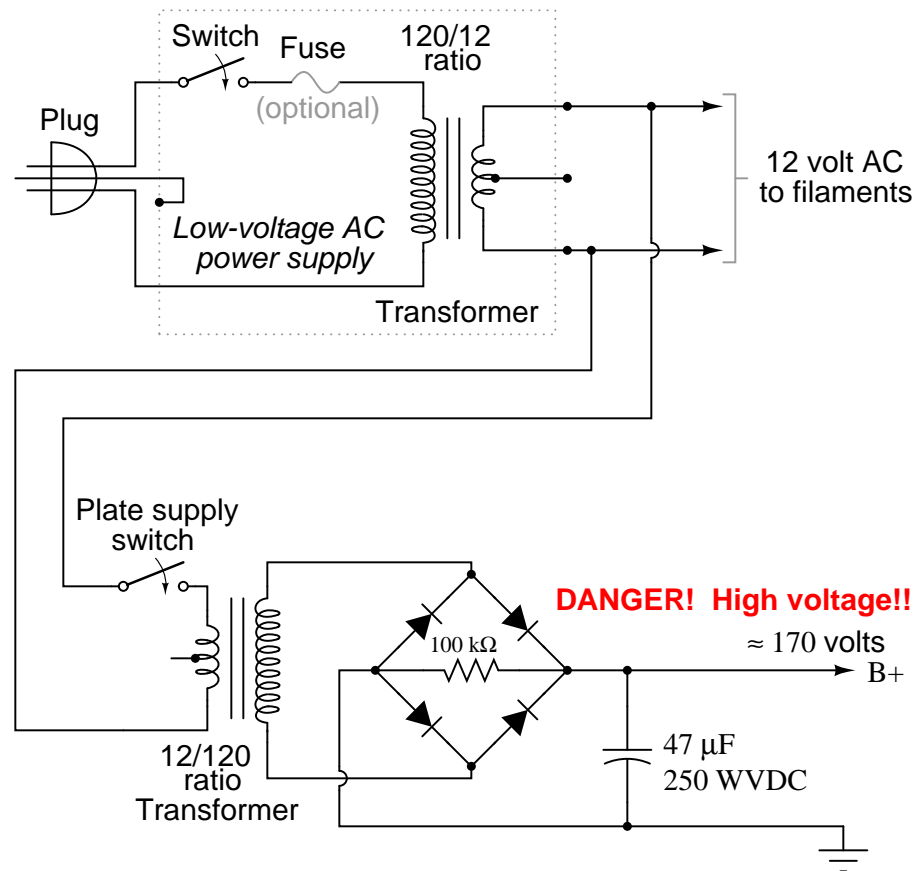 Switch
Fuse
(optional)
120/12
ratio
Plug
12 volt AC
to filaments
Low-voltage AC
power supply
Transformer
Plate supply
switch
DANGER!  High voltage!!
100 kΩ
≈ 170 volts
B+
12/120
ratio
Transformer
47 μF
250 WVDC